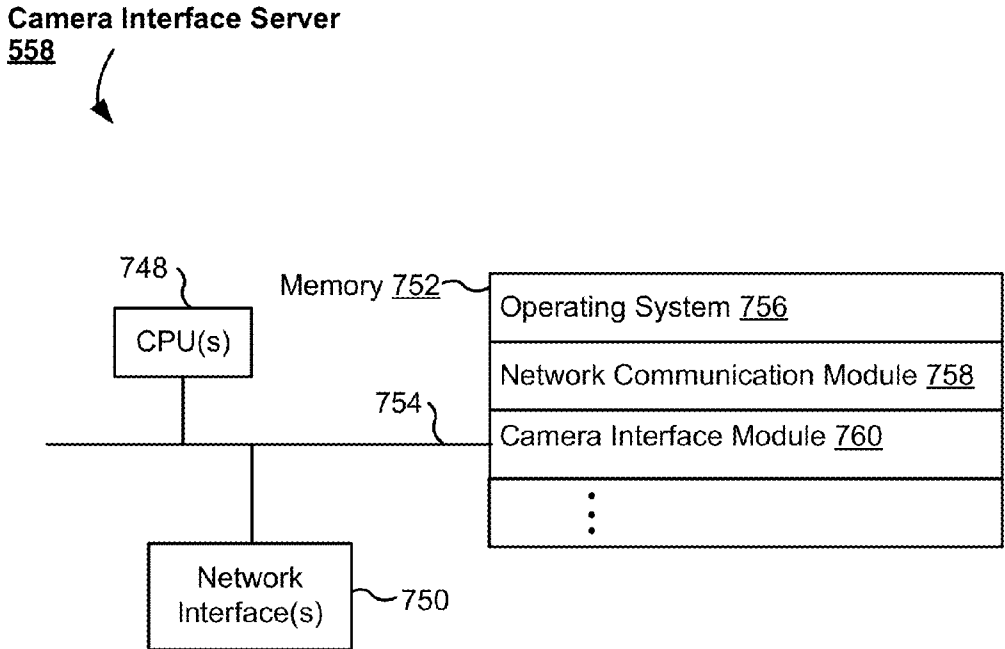 Camera Interface Server
558
748
CPU(s)
Memory 752
Operating System 756
Network Communication Module 758
754
Camera Interface Module 760
Network
Interface(s)
750